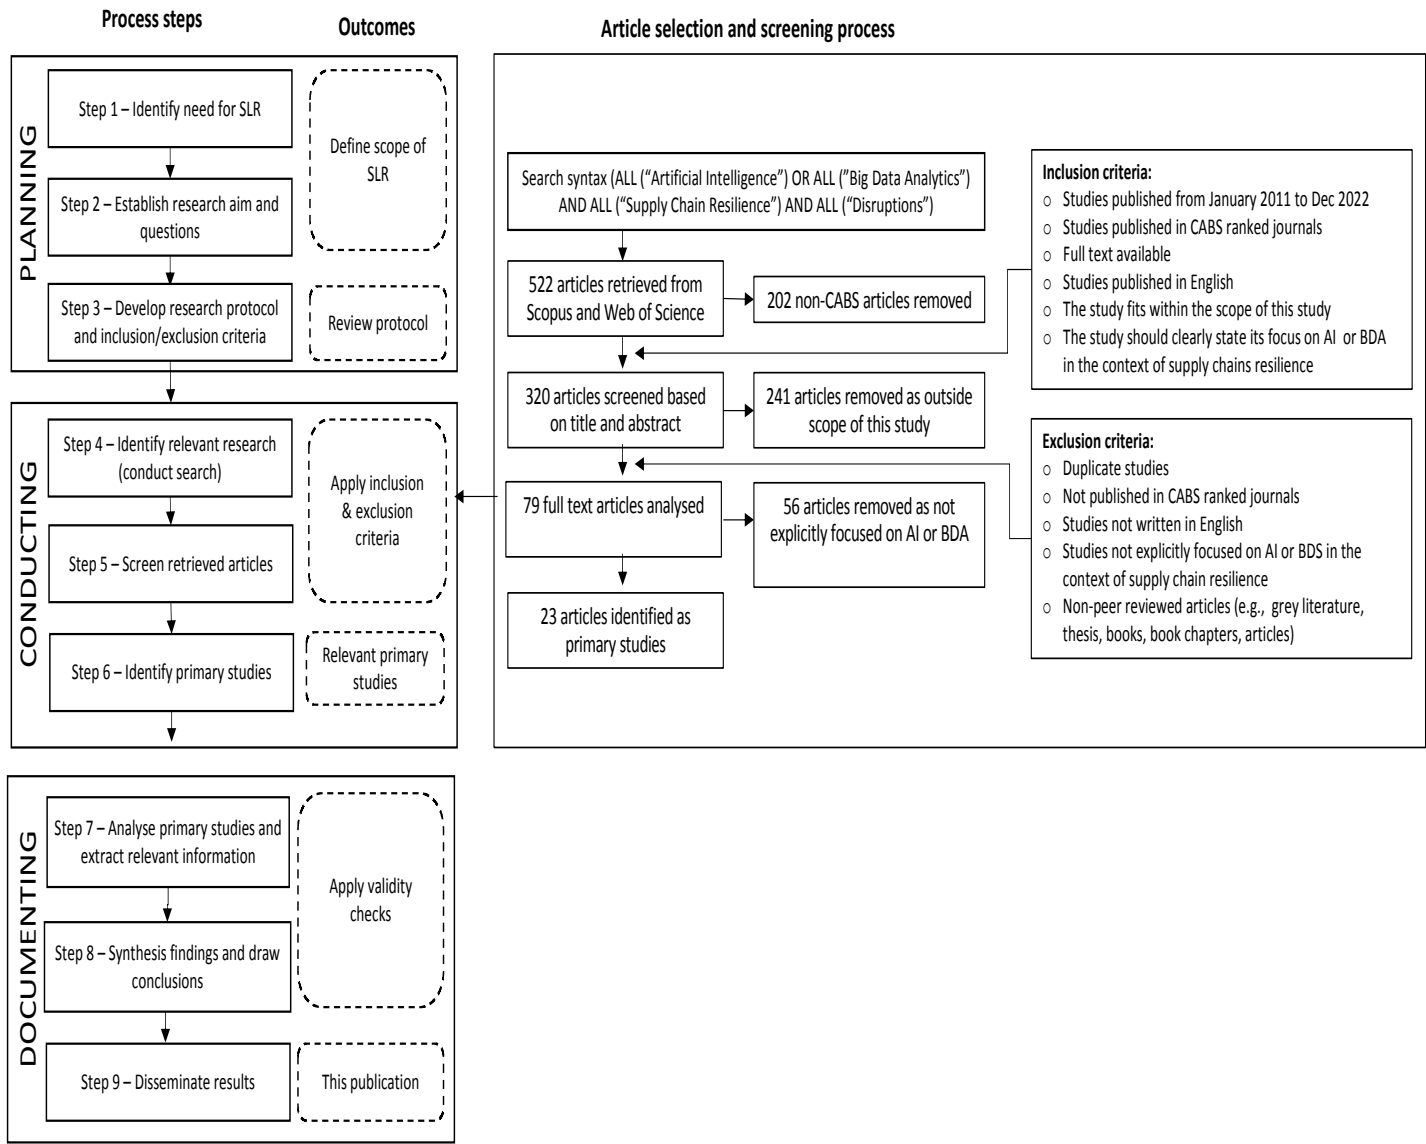 Process steps
Outcomes
Article selection and screening process
PLANNING
Step 1 – Identify need for SLR
Step 2 – Establish research aim and
questions
Step 3 – Develop research protocol
and inclusion/exclusion criteria
Define scope of
SLR
Review protocol
CONDUCTING
Step 4 – Identify relevant research
(conduct search)
Step 5 – Screen retrieved articles
Step 6 – Identify primary studies
Apply inclusion
& exclusion
criteria
Relevant primary
studies
DOCUMENTING
Step 7 – Analyse primary studies and
extract relevant information
Step 8 – Synthesis findings and draw
conclusions
Step 9 – Disseminate results
Apply validity
checks
This publication
Search syntax (ALL (“Artificial Intelligence”) OR ALL (”Big Data Analytics”)
AND ALL (“Supply Chain Resilience”) AND ALL (“Disruptions”)
522 articles retrieved from
Scopus and Web of Science
202 non-CABS articles removed
320 articles screened based
on title and abstract
241 articles removed as outside
scope of this study
79 full text articles analysed
56 articles removed as not
explicitly focused on AI or BDA
23 articles identified as
primary studies
Inclusion criteria:
o Studies published from January 2011 to Dec 2022
o Studies published in CABS ranked journals
o Full text available
o Studies published in English
o The study fits within the scope of this study
o The study should clearly state its focus on AI or BDA
in the context of supply chains resilience
Exclusion criteria:
o Duplicate studies
o Not published in CABS ranked journals
o Studies not written in English
o Studies not explicitly focused on AI or BDS in the
context of supply chain resilience
o Non-peer reviewed articles (e.g., grey literature,
thesis, books, book chapters, articles)